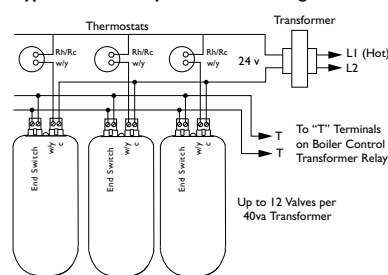 Thermostats
Transformer
Rh/Rc
w/y
Rh/Rc
w/y
Rh/Rc
w/y
24 v
L1 (Hot)
L2
T
T
To “T” Terminals
on Boiler Control
Transformer Relay
End Switch
w/y
c
End Switch
w/y
c
End Switch
w/y
c
Up to 12 Valves per
40va Transformer